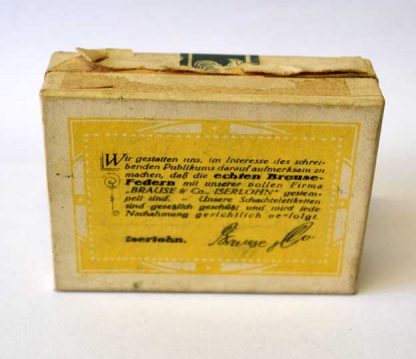 Wir gestatten uns, im Interesse des schrei-
benden Publikums darauf aufmerksam zu
machen, daß die echten Brause-
Federn mit unserer vollen Firma
„BRAUSE & Co., ISERLOHN" gestem-
pelt sind. - Unsere Schachteletiketten
sind gesetzlich geschützt und wird jede
Nachahmung gerichtlich verfolgt.
Iserlohn. Brause & Co